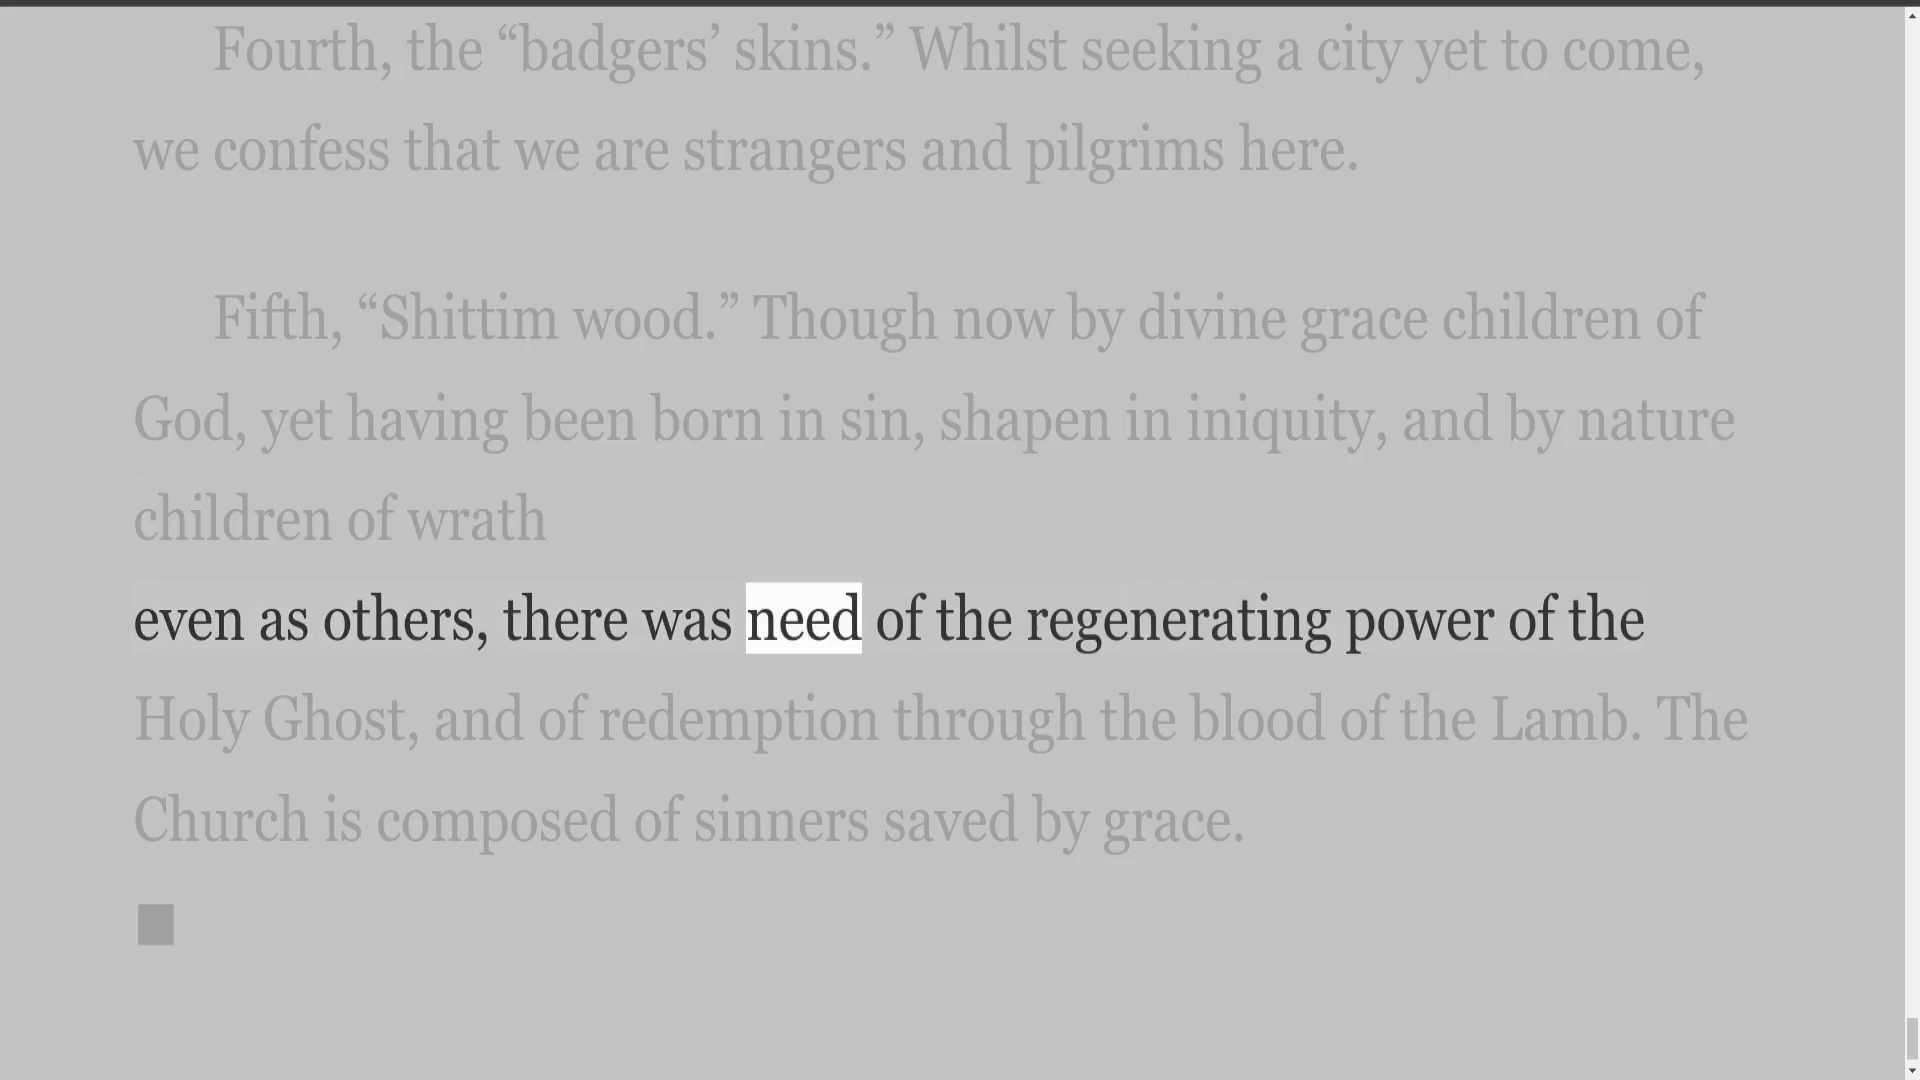 Fourth, the “badgers’ skins.” Whilst seeking a city yet to come,
we confess that we are strangers and pilgrims here.
Fifth, “Shittim wood.” Though now by divine grace children of
God, yet having been born in sin, shapen in iniquity, and by nature
children of wrath
even as others, there was need of the regenerating power of the
Holy Ghost, and of redemption through the blood of the Lamb. The
Church is composed of sinners saved by grace.